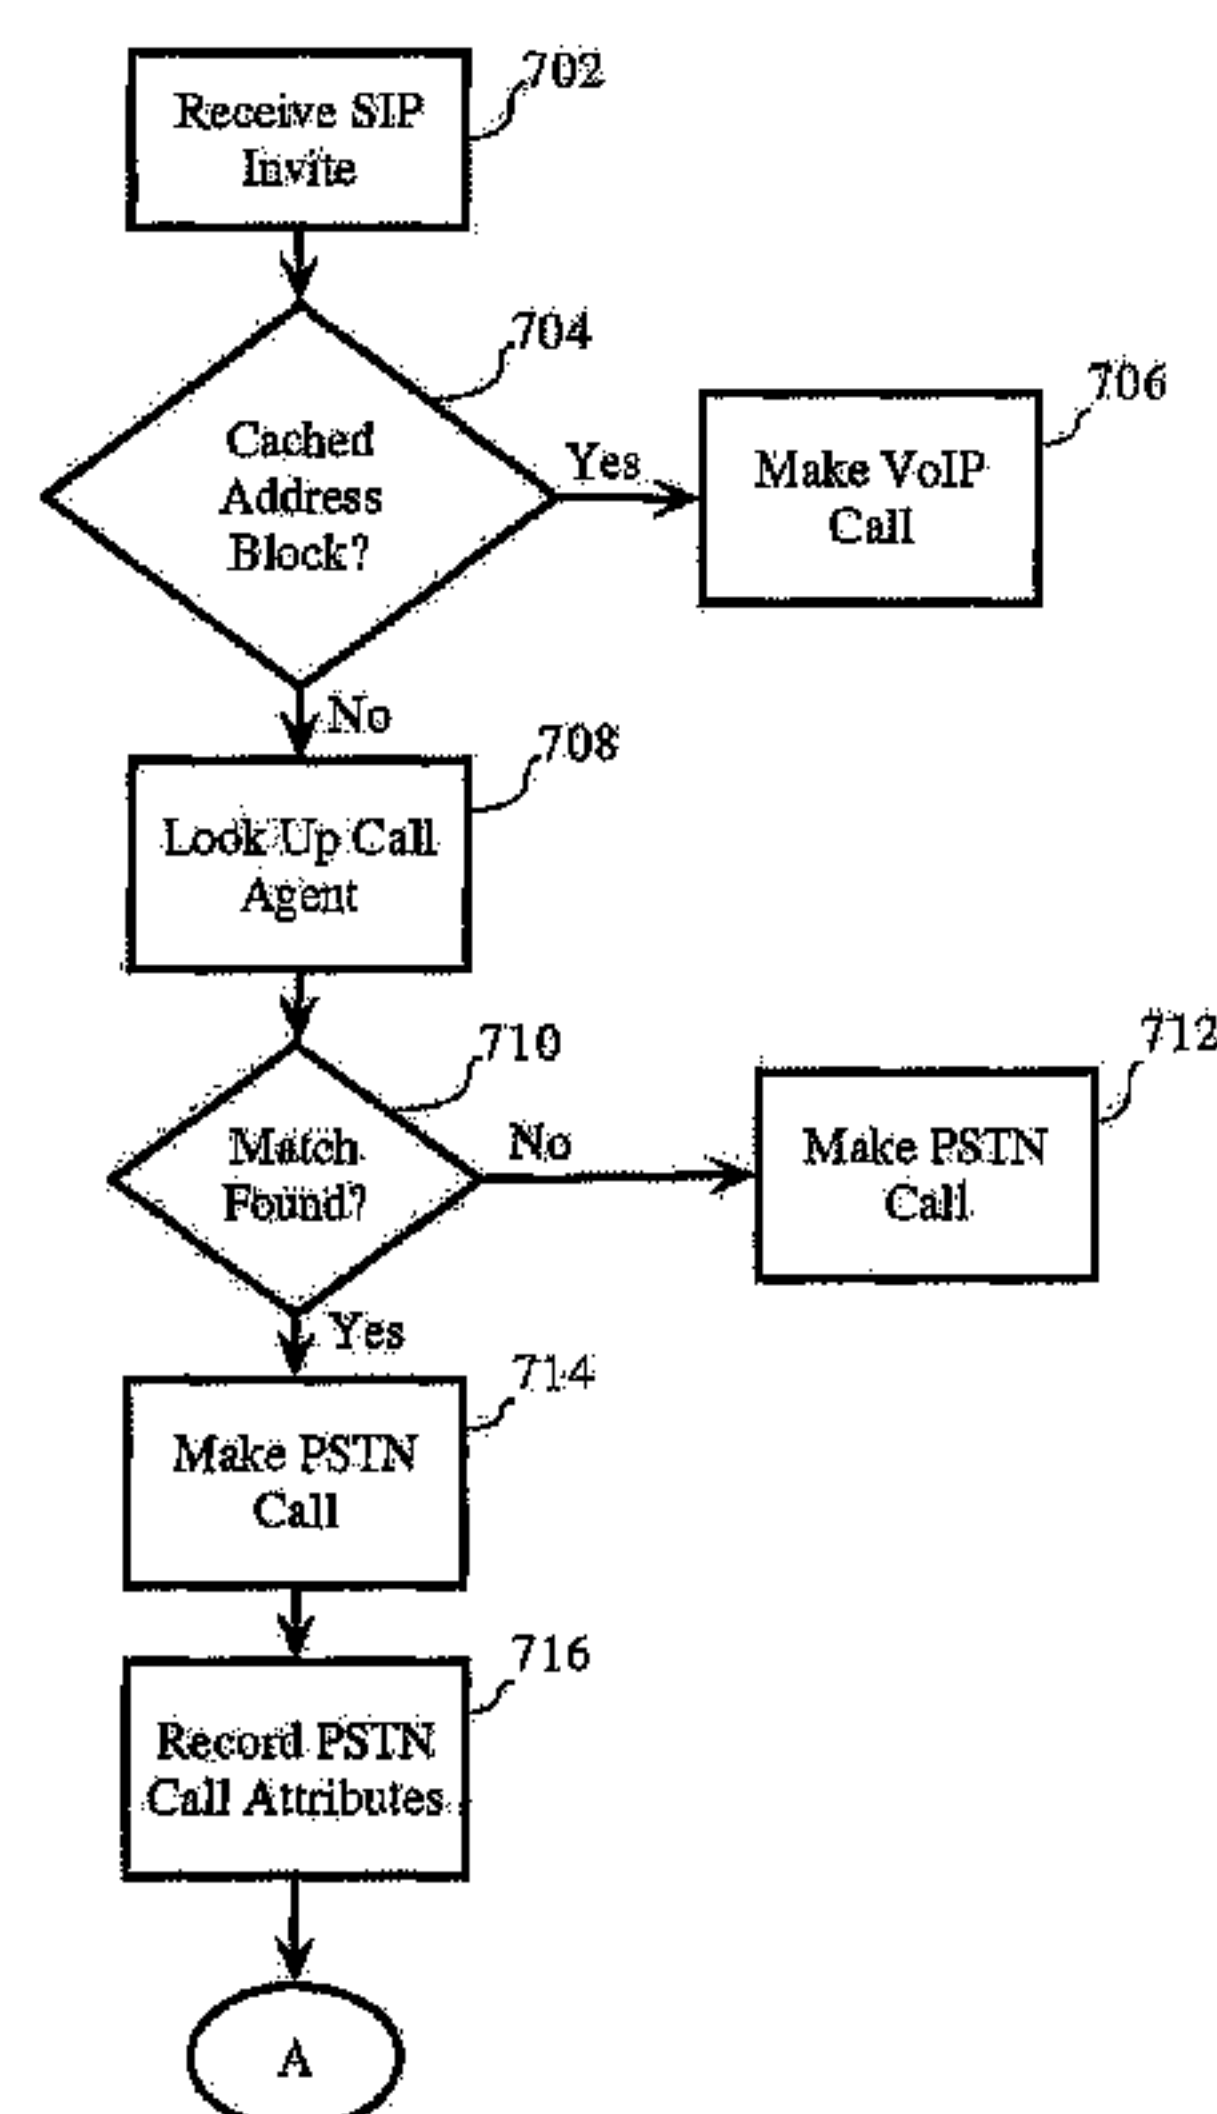 702
Receive SIP
Invite
704
Cached
Address
Block?
Yes
706
Make VoIP
Call
No
708
Look Up Call
Agent
710
Match
Found?
No
712
Make PSTN
Call
Yes
714
Make PSTN
Call
716
Record PSTN
Call Attributes
A